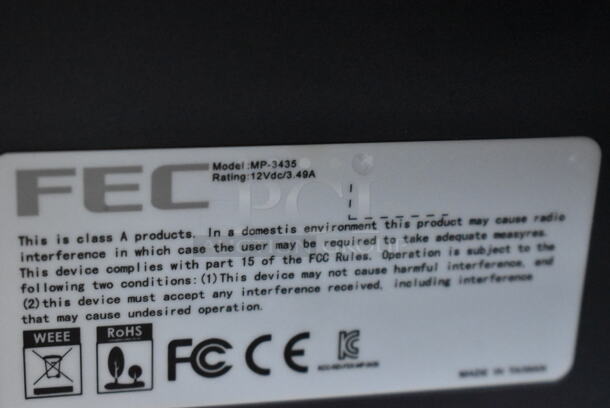 FEC
Model:MP-3435
Rating:12Vdc/3.49A
This is class A products. In a domestis environment this product may cause radio
interference in which case the user may be required to take adequate measyres.
This device complies with part 15 of the FCC Rules. Operation is subject to the
following two conditions:(1)This device may not cause harmful interference, and
(2)this device must accept any interference received, including interference
that may cause undesired operation.
WEEE
RoHS
FC CE
MADE IN TAIWAN
PCI